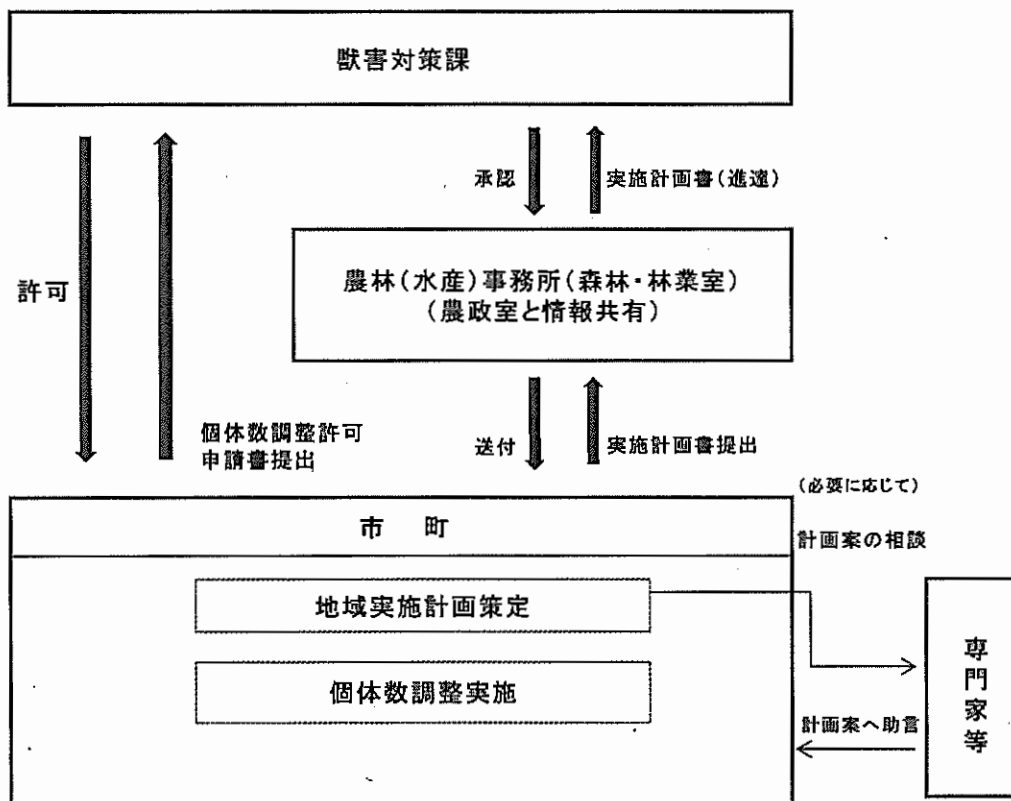 獣害対策課
承認
実施計画書(進達)
許可
農林(水産)事務所(森林・林業室)
(農政室と情報共有)
個体数調整許可
申請書提出
送付
実施計画書提出
(必要に応じて)
市 町
計画案の相談
地域実施計画策定
個体数調整実施
専門家等
計画案へ助言